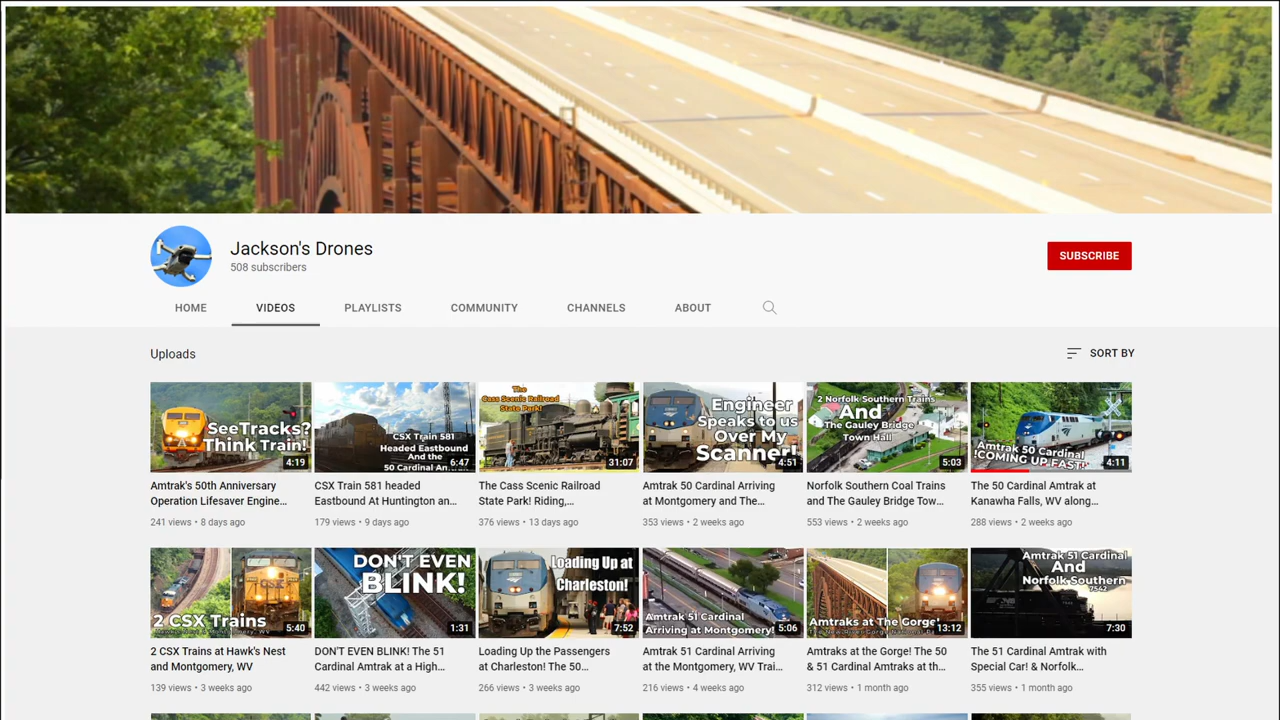 Jackson's Drones
508 subscribers
SUBSCRIBE
HOME VIDEOS PLAYLISTS COMMUNITY CHANNELS ABOUT
Uploads
SORT BY
See Tracks?
Think Train!
4:19
CSX Train 581
Headed Eastbound
And the
50 Cardinal Am
6:47
The
Cass Scenic Railroad
State Park!
31:07
Engineer
Speaks to us
Over My
Scanner!
4:51
2 Norfolk Southern Trains
And
The Gauley Bridge
Town Hall
5:03
Amtrak 50 Cardinal
!COMING UP FAST!
4:11
Amtrak's 50th Anniversary
Operation Lifesaver Engine...
241 views • 8 days ago
CSX Train 581 headed
Eastbound At Huntington an...
179 views • 9 days ago
The Cass Scenic Railroad
State Park! Riding,...
376 views • 13 days ago
Amtrak 50 Cardinal Arriving
at Montgomery and The...
353 views • 2 weeks ago
Norfolk Southern Coal Trains
and The Gauley Bridge Tow...
553 views • 2 weeks ago
The 50 Cardinal Amtrak at
Kanawha Falls, WV along...
288 views • 2 weeks ago
2 CSX Trains
5:40
DON'T EVEN
BLINK!
1:31
Loading Up at
Charleston!
7:52
Amtrak 51 Cardinal
Arriving at Montgomery!
5:06
Amtraks at The Gorge!
13:12
Amtrak 51 Cardinal
And
Norfolk Southern
7542
7:30
2 CSX Trains at Hawk's Nest
and Montgomery, WV
139 views • 3 weeks ago
DON'T EVEN BLINK! The 51
Cardinal Amtrak at a High...
442 views • 3 weeks ago
Loading Up the Passengers
at Charleston! The 50...
266 views • 3 weeks ago
Amtrak 51 Cardinal Arriving
at the Montgomery, WV Trai...
216 views • 4 weeks ago
Amtraks at the Gorge! The 50
& 51 Cardinal Amtraks at th...
312 views • 1 month ago
The 51 Cardinal Amtrak with
Special Car! & Norfolk...
355 views • 1 month ago